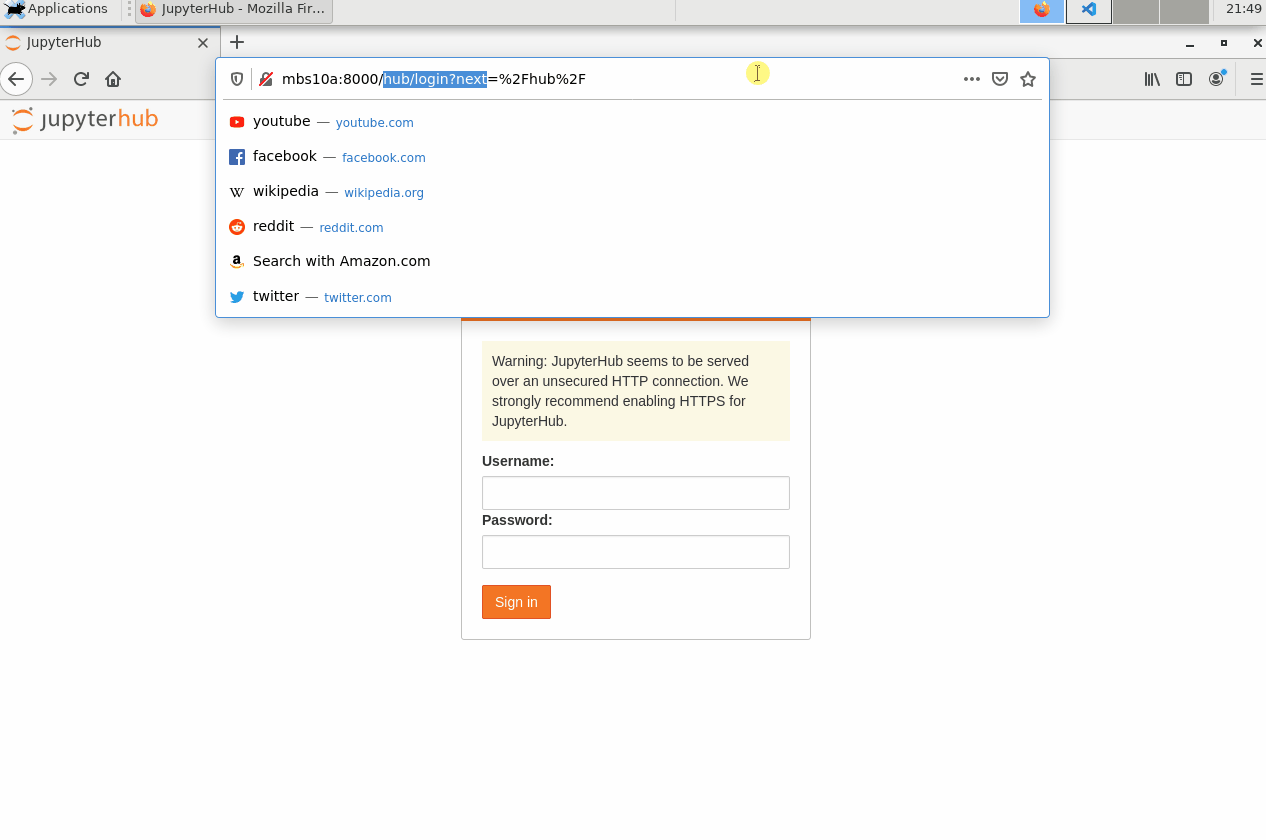 Applications
JupyterHub - Mozilla Fir...
21:49
JupyterHub
mbs10a:8000/hub/login?next=%2Fhub%2F
jupyterhub
youtube — youtube.com
facebook — facebook.com
wikipedia — wikipedia.org
reddit — reddit.com
Search with Amazon.com
twitter — twitter.com
Warning: JupyterHub seems to be served
over an unsecured HTTP connection. We
strongly recommend enabling HTTPS for
JupyterHub.
Username:
Password:
Sign in